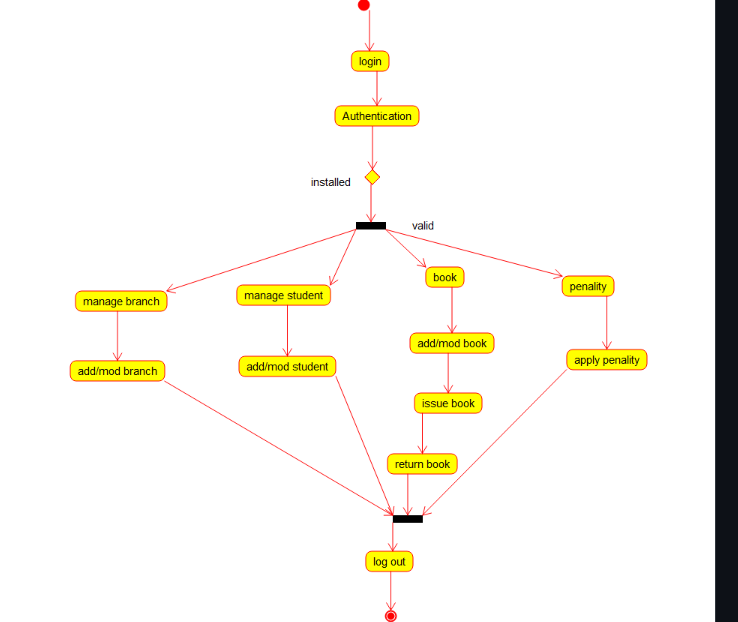 login
Authentication
installed
valid
manage branch
manage student
book
penality
add/mod branch
add/mod student
add/mod book
apply penality
issue book
return book
log out